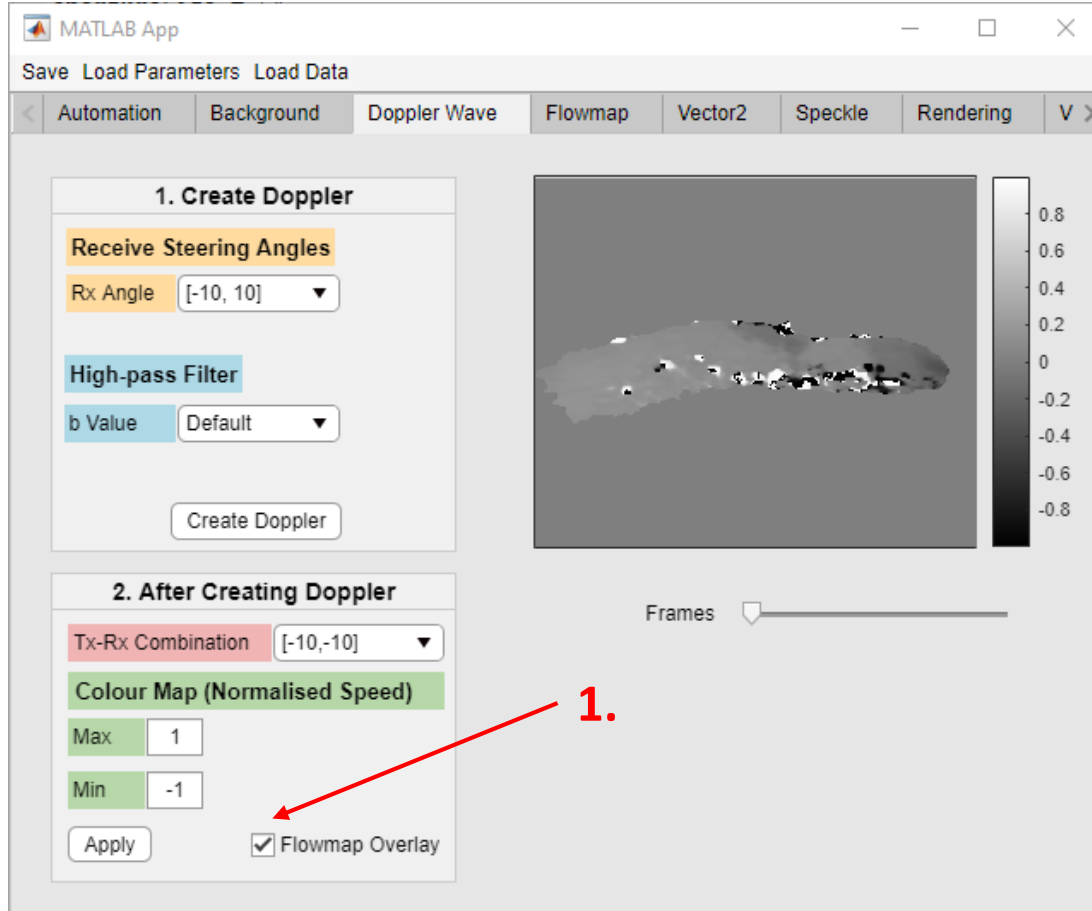 MATLAB App
Save Load Parameters Load Data
Automation Background Doppler Wave Flowmap Vector2 Speckle Rendering V
1. Create Doppler
Receive Steering Angles
Rx Angle [-10, 10]
High-pass Filter
b Value Default
Create Doppler
0.8
0.6
0.4
0.2
0
-0.2
-0.4
-0.6
-0.8
2. After Creating Doppler
Tx-Rx Combination [-10,-10]
Colour Map (Normalised Speed)
Max 1
Min -1
Apply Flowmap Overlay
Frames
1.